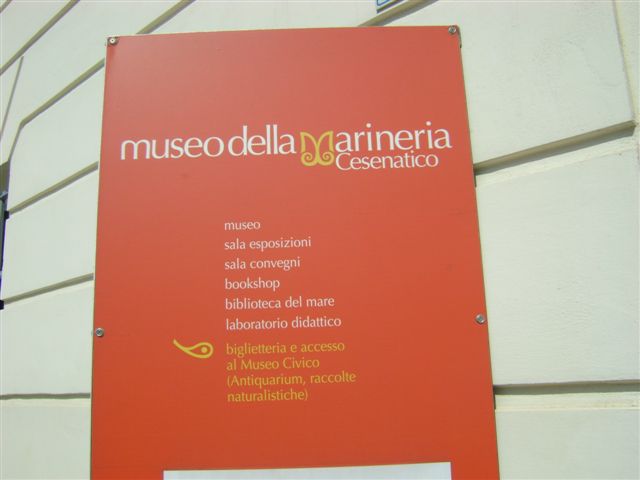 museo della Marineria
Cesenatico
museo
sala esposizioni
sala convegni
bookshop
biblioteca del mare
laboratorio didattico
biglietteria e accesso
al Museo Civico
(Antiquarium, raccolte
naturalistiche)